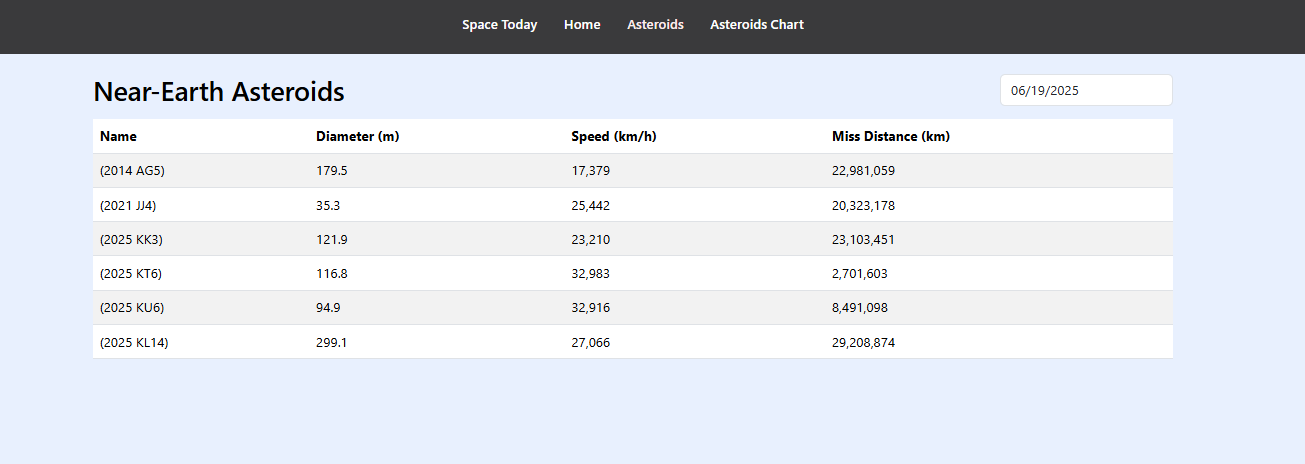 Space Today Home Asteroids Asteroids Chart
Near-Earth Asteroids 06/19/2025
Name Diameter (m) Speed (km/h) Miss Distance (km)
(2014 AG5) 179.5 17,379 22,981,059
(2021 JJ4) 35.3 25,442 20,323,178
(2025 KK3) 121.9 23,210 23,103,451
(2025 KT6) 116.8 32,983 2,701,603
(2025 KU6) 94.9 32,916 8,491,098
(2025 KL14) 299.1 27,066 29,208,874